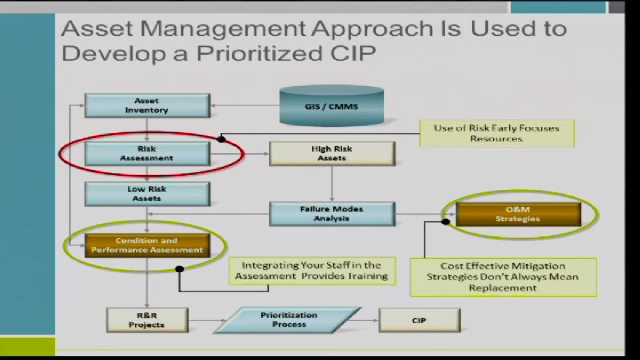 Asset Management Approach Is Used to
Develop a Prioritized CIP
Asset
Inventory
GIS / CMMS
Use of Risk Early Focuses
Resources
Risk
Assessment
High Risk
Assets
Low Risk
Assets
Failure Modes
Analysis
O&M
Strategies
Condition and
Performance Assessment
Integrating Your Staff in the
Assessment Provides Training
Cost Effective Mitigation
Strategies Don't Always Mean
Replacement
R&R
Projects
Prioritization
Process
CIP